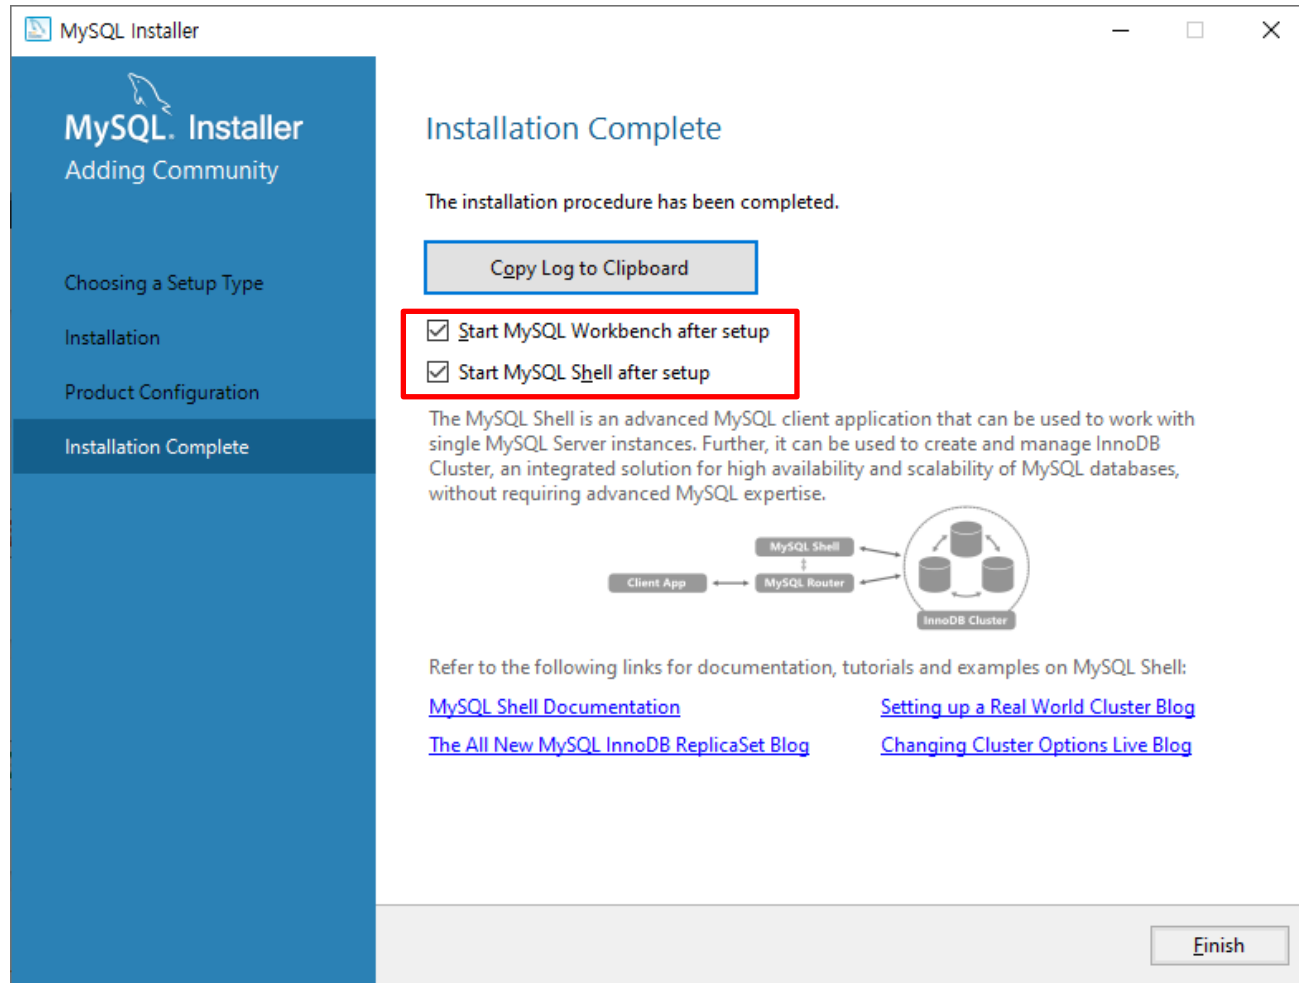 MySQL Installer
MySQL. Installer
Adding Community
Choosing a Setup Type
Installation
Product Configuration
Installation Complete
Installation Complete
The installation procedure has been completed.
Copy Log to Clipboard
Start MySQL Workbench after setup
Start MySQL Shell after setup
The MySQL Shell is an advanced MySQL client application that can be used to work with
single MySQL Server instances. Further, it can be used to create and manage InnoDB
Cluster, an integrated solution for high availability and scalability of MySQL databases,
without requiring advanced MySQL expertise.
MySQL Shell
Client App
MySQL Router
InnoDB Cluster
Refer to the following links for documentation, tutorials and examples on MySQL Shell:
MySQL Shell Documentation
Setting up a Real World Cluster Blog
The All New MySQL InnoDB ReplicaSet Blog
Changing Cluster Options Live Blog
Finish